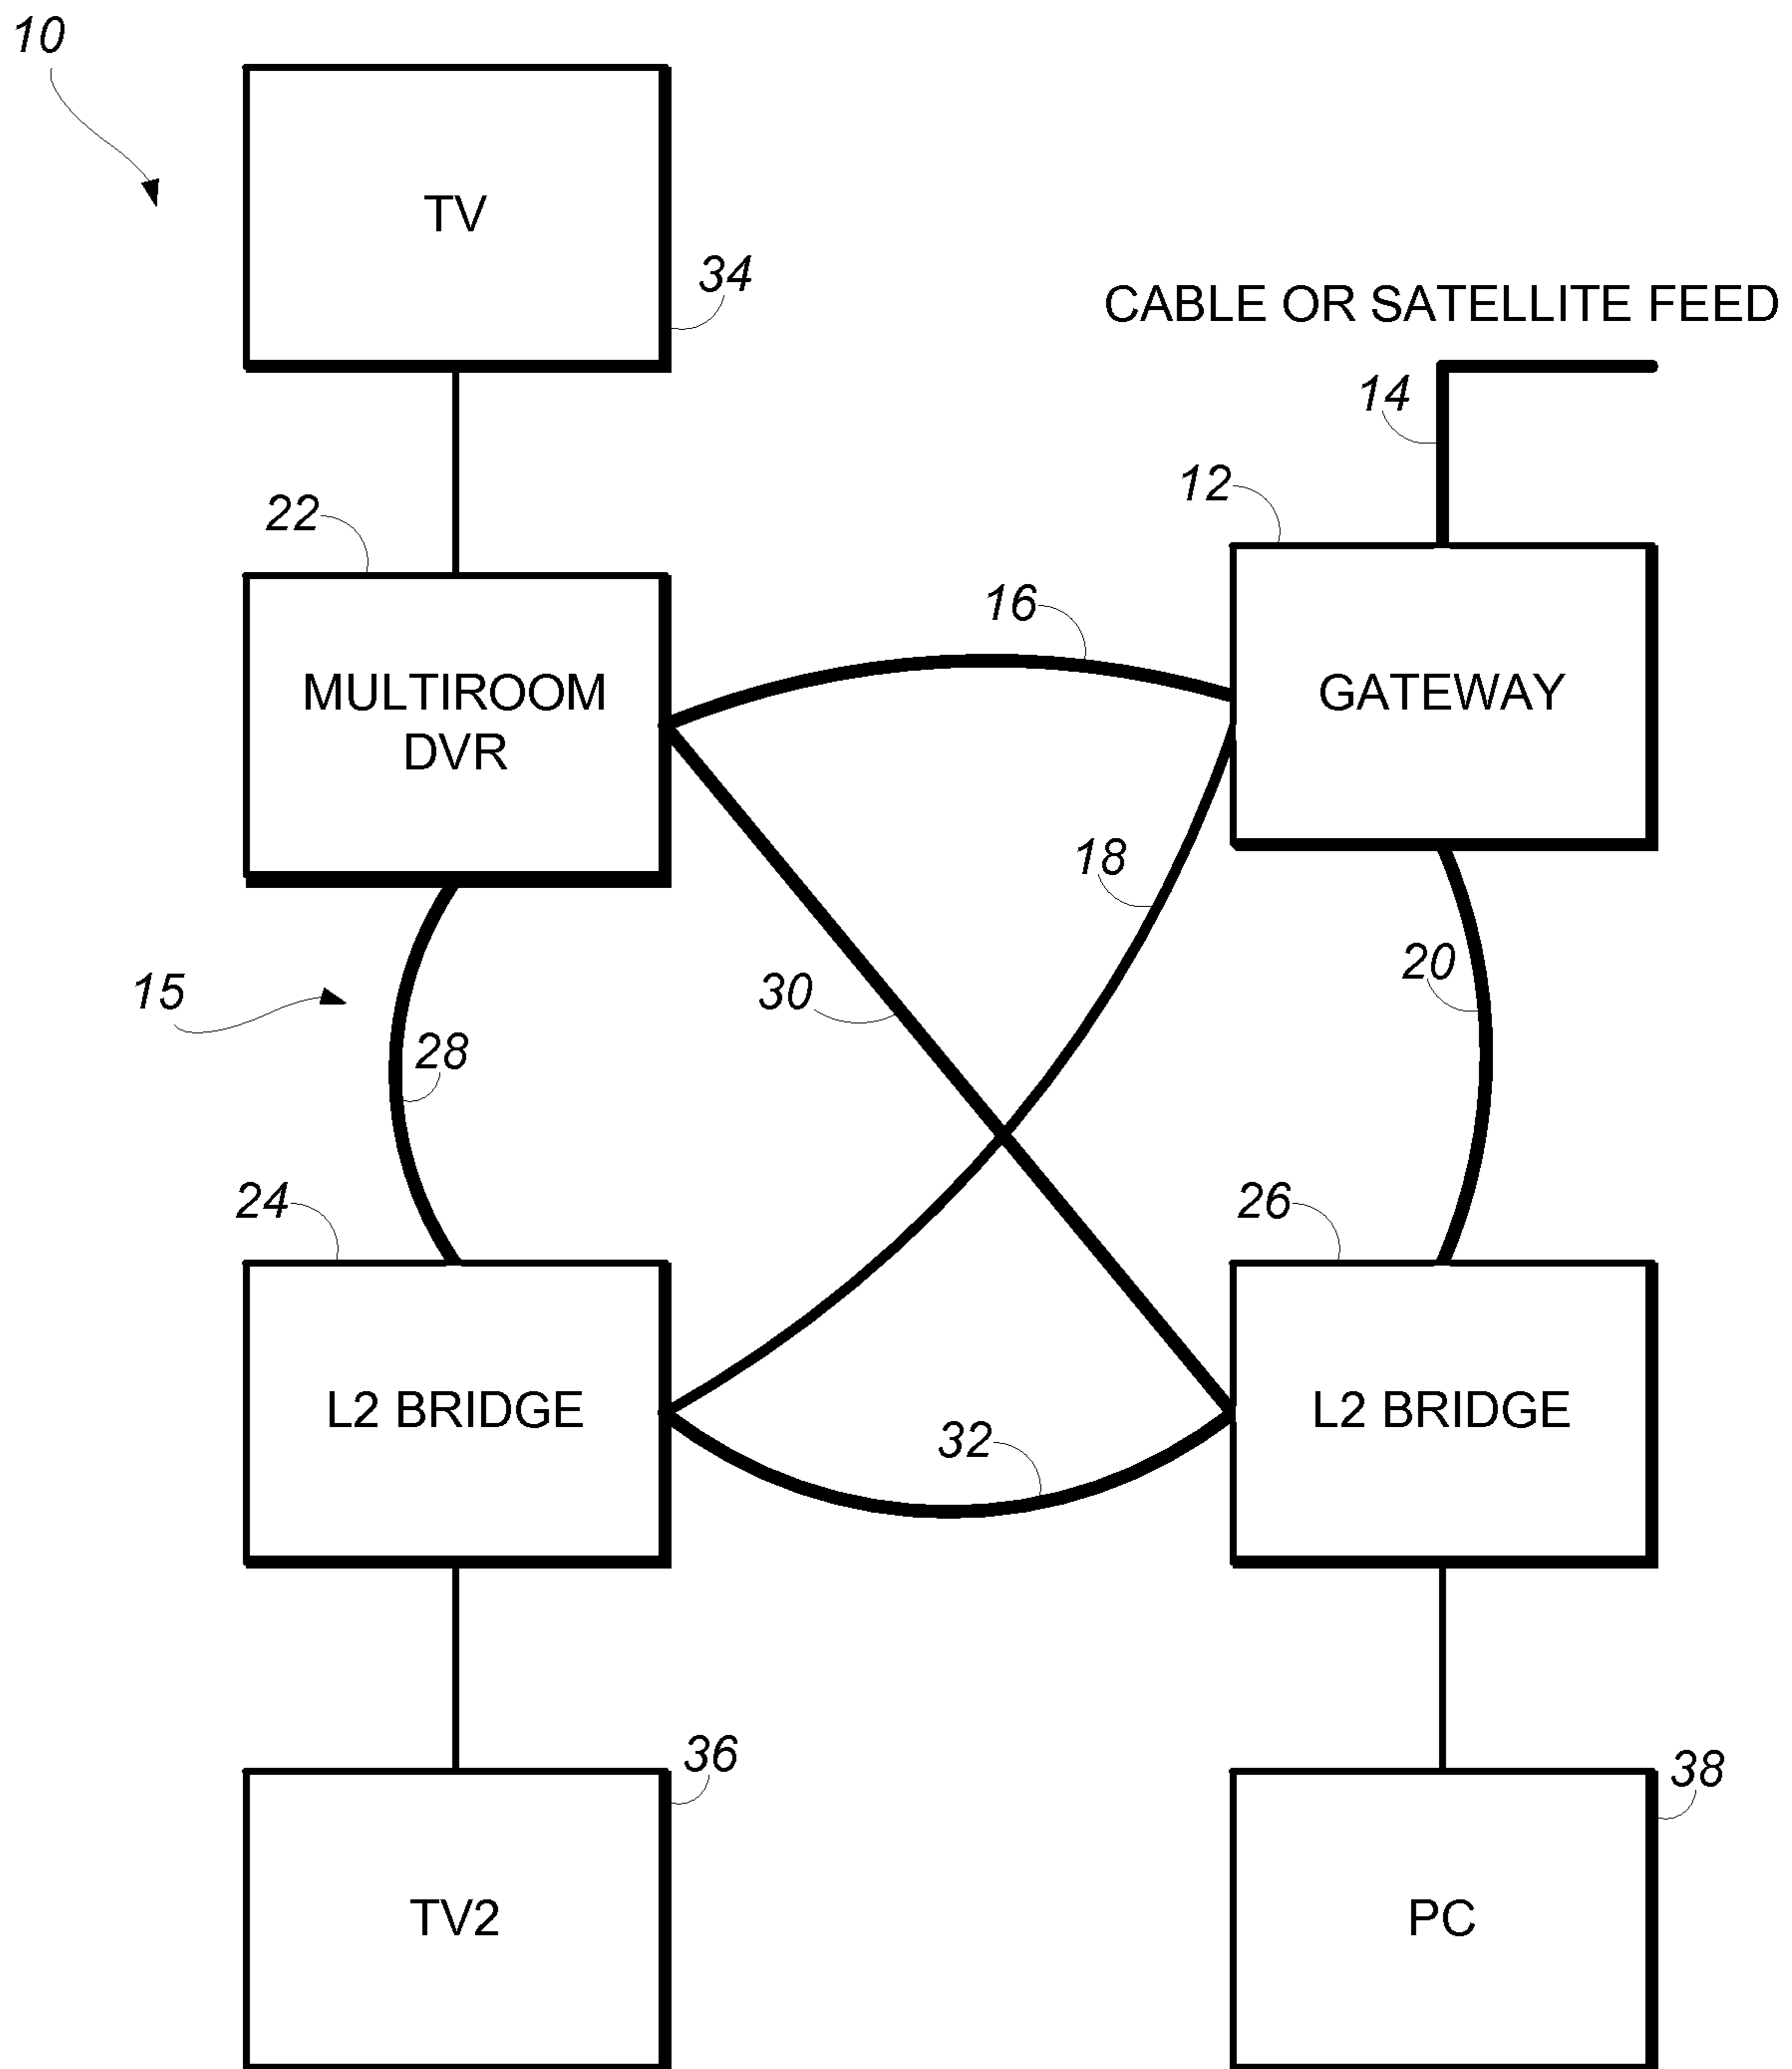 10
TV
34
CABLE OR SATELLITE FEED
14
12
22
16
MULTIROOM
DVR
GATEWAY
18
20
15
30
28
24
26
L2 BRIDGE
L2 BRIDGE
32
36
38
TV2
PC